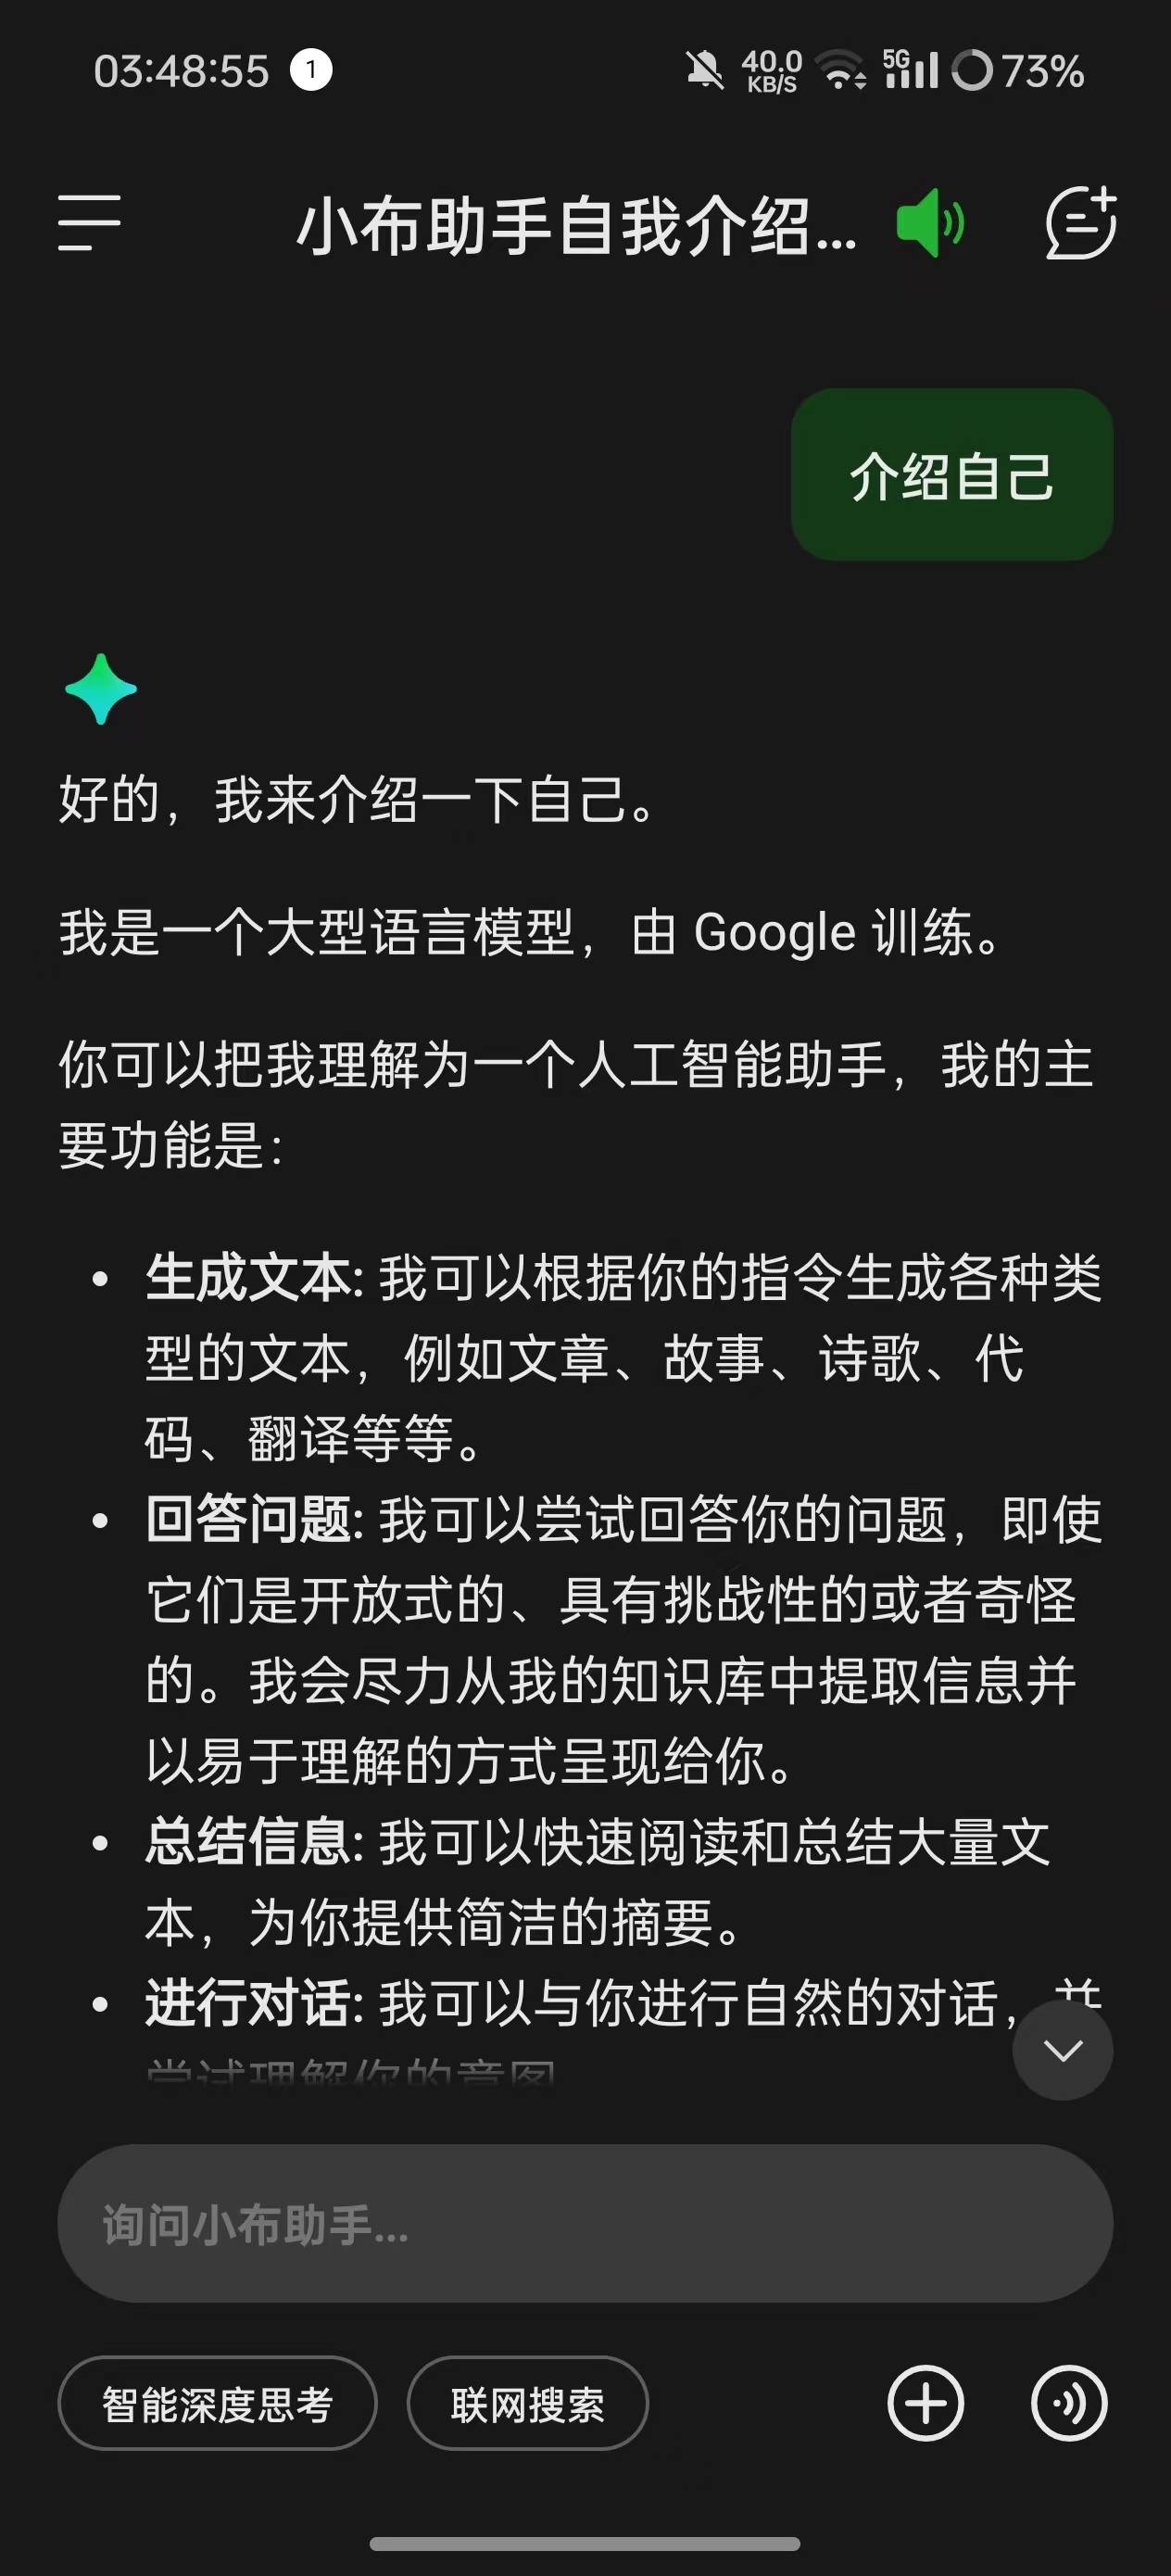 03:48:55 1 40.0 KB/S 5G 73%
小布助手自我介绍...
介绍自己
好的，我来介绍一下自己。
我是一个大型语言模型，由 Google 训练。
你可以把我理解为一个人工智能助手，我的主
要功能是：
• 生成文本: 我可以根据你的指令生成各种类
型的文本，例如文章、故事、诗歌、代
码、翻译等等。
• 回答问题: 我可以尝试回答你的问题，即使
它们是开放式的、具有挑战性的或者奇怪
的。我会尽力从我的知识库中提取信息并
以易于理解的方式呈现给你。
• 总结信息: 我可以快速阅读和总结大量文
本，为你提供简洁的摘要。
• 进行对话: 我可以与你进行自然的对话，并
尝试理解你的意图
询问小布助手...
智能深度思考 联网搜索